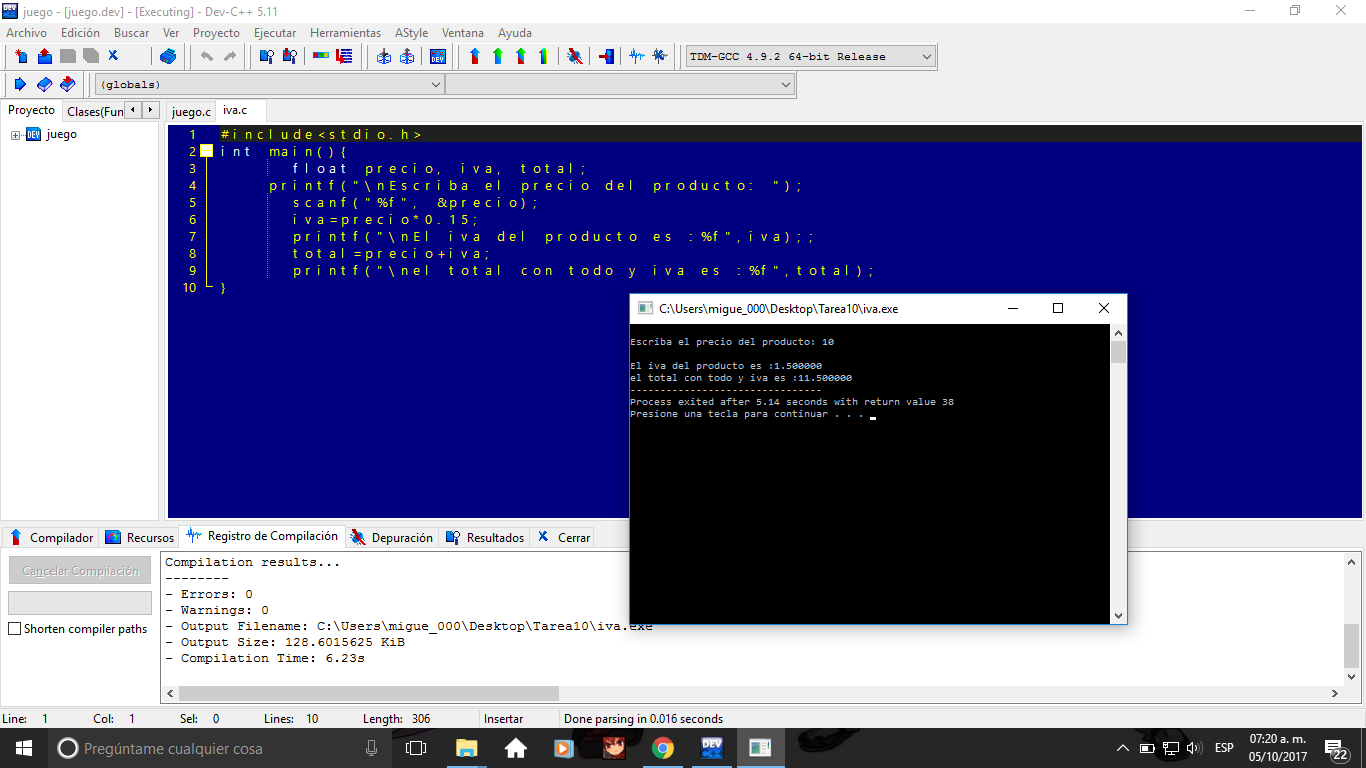 juego - [juego.dev] - [Executing] - Dev-C++ 5.11
Archivo Edición Buscar Ver Proyecto Ejecutar Herramientas AStyle Ventana Ayuda
TDM-GCC 4.9.2 64-bit Release
(globals)
Proyecto Clases(Fun juego.c iva.c
juego
1 #include<stdio.h>
2 int main(){
3 float precio, iva, total;
4 printf("\nEscriba el precio del producto: ");
5 scanf("%f", &precio);
6 iva=precio*0.15;
7 printf("\nEl iva del producto es :%f",iva);;
8 total=precio+iva;
9 printf("\nel total con todo y iva es :%f",total);
10 }
C:\Users\migue_000\Desktop\Tarea10\iva.exe
Escriba el precio del producto: 10
El iva del producto es :1.500000
el total con todo y iva es :11.500000
--------------------------------
Process exited after 5.14 seconds with return value 38
Presione una tecla para continuar . . .
Compilador Recursos Registro de Compilación Depuración Resultados Cerrar
Cancelar Compilación
Shorten compiler paths
Compilation results...
--------
- Errors: 0
- Warnings: 0
- Output Filename: C:\Users\migue_000\Desktop\Tarea10\iva.exe
- Output Size: 128.6015625 KiB
- Compilation Time: 6.23s
Line: 1 Col: 1 Sel: 0 Lines: 10 Length: 306 Insertar Done parsing in 0.016 seconds
Pregúntame cualquier cosa
DEV
C++
ESP
07:20 a. m.
05/10/2017
22